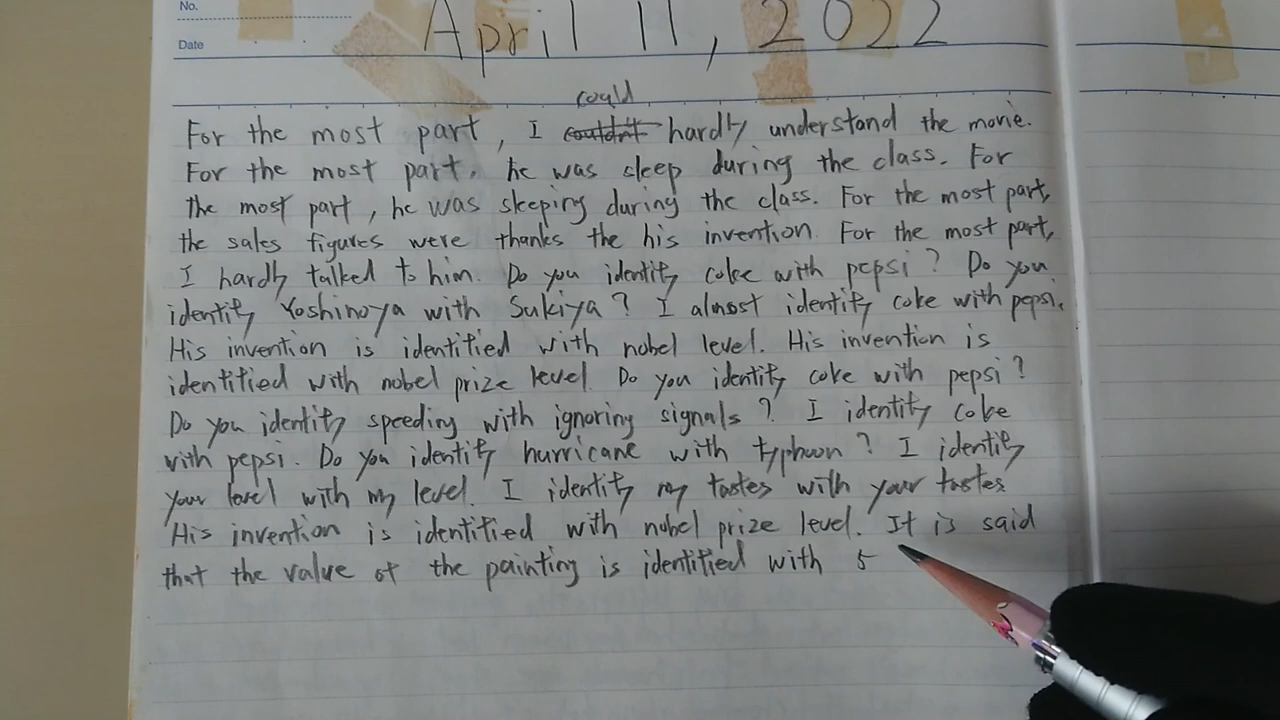 No.
Date
April 11, 2022
could
For the most part, I couldn't hardly understand the movie.
For the most part, he was sleep during the class. For
the most part, he was sleeping during the class. For the most part,
the sales figures were thanks the his invention. For the most part,
I hardly talked to him. Do you identify coke with pepsi? Do you
identify Yoshinoya with Sukiya? I almost identify coke with pepsi.
His invention is identified with nobel level. His invention is
identified with nobel prize level. Do you identify coke with pepsi?
Do you identify speeding with ignoring signals? I identify coke
with pepsi. Do you identify hurricane with typhoon? I identify
your level with my level. I identify my tastes with your tastes
His invention is identified with nobel prize level. It is said
that the value of the painting is identified with 5